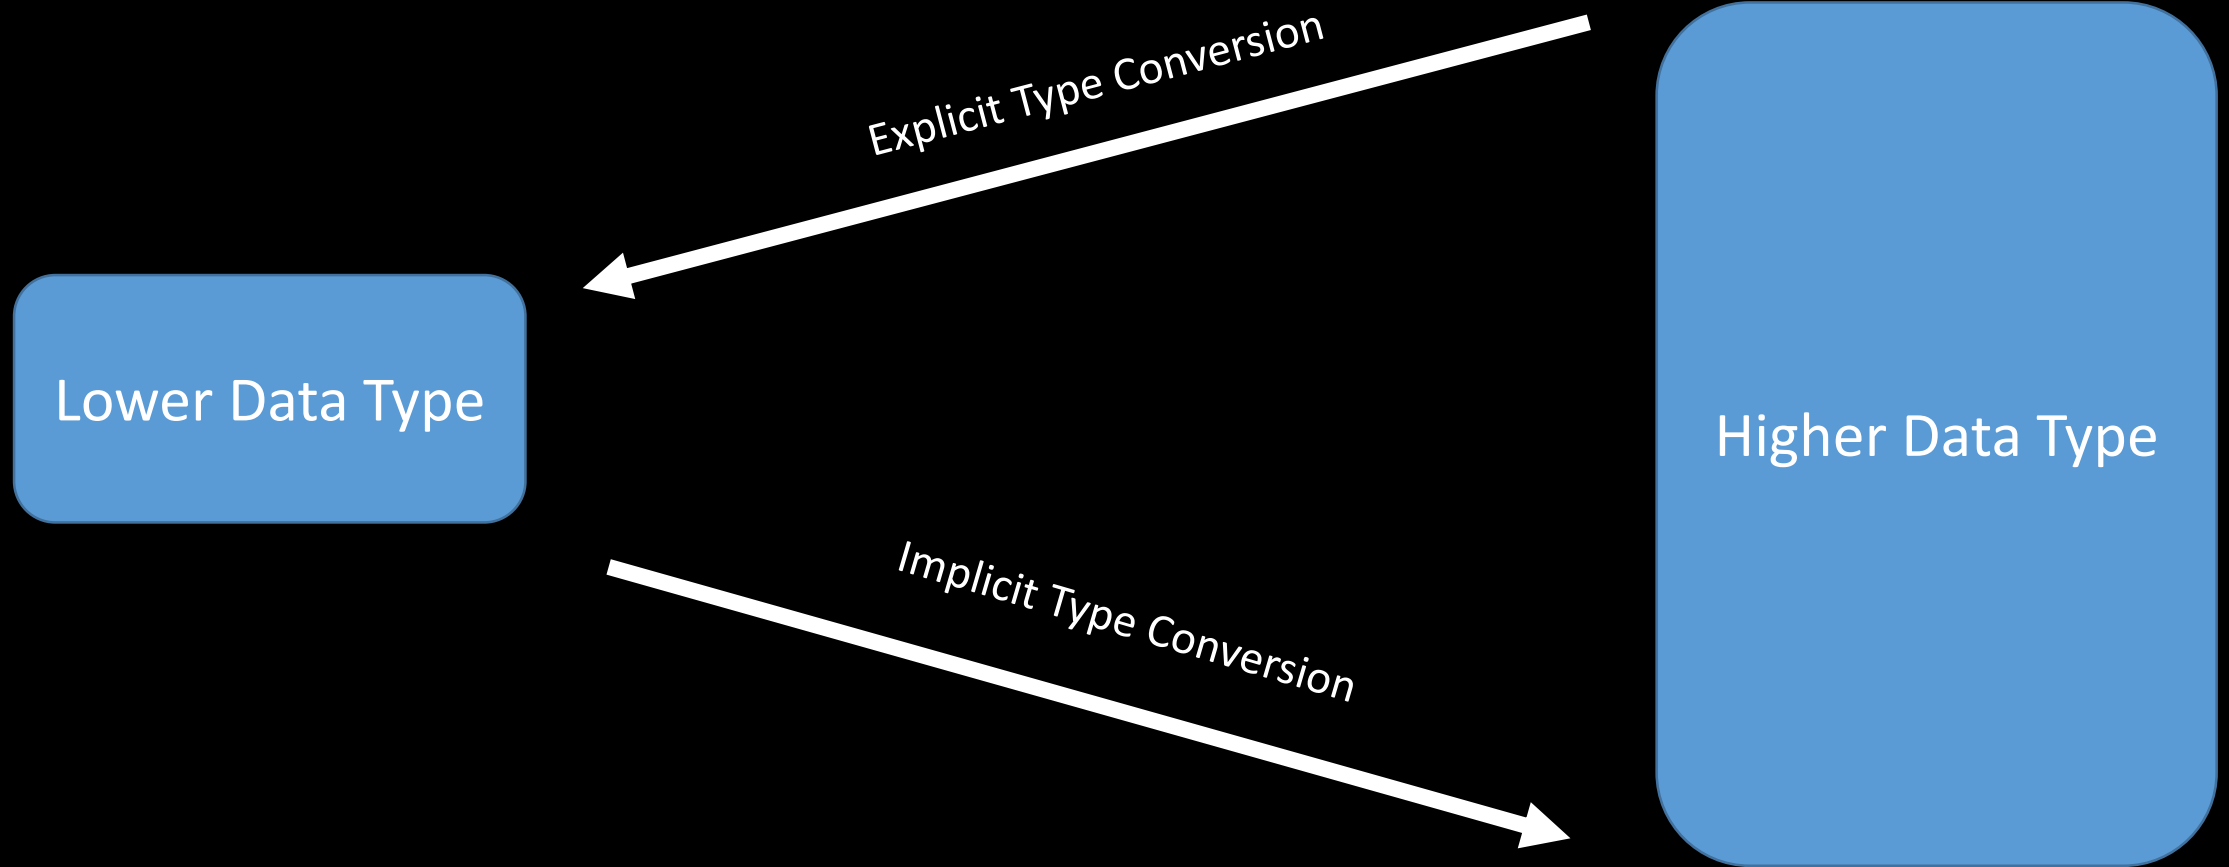 Explicit Type Conversion
Lower Data Type
Higher Data Type
Implicit Type Conversion